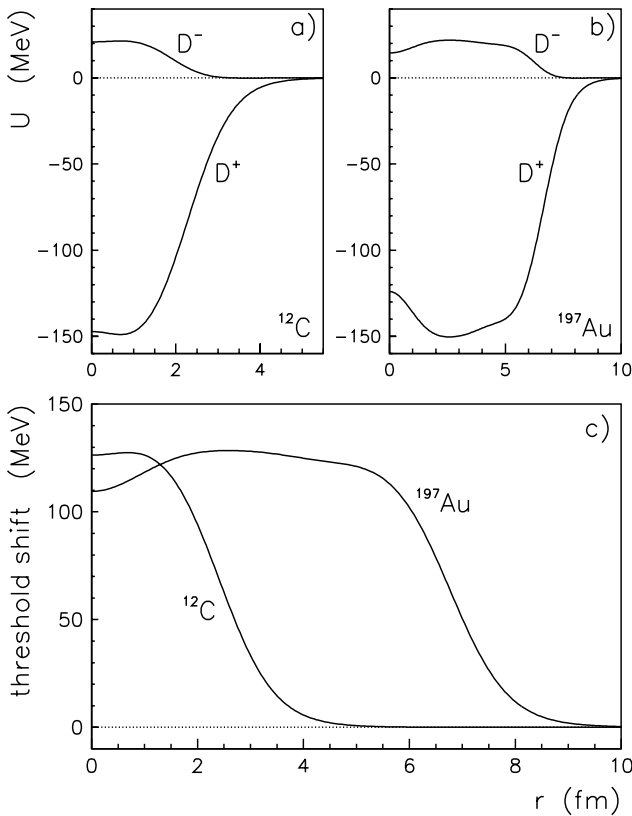 U (MeV)
a)
b)
D⁻
D⁻
0
−50
−100
−150
0
−50
−100
−150
D⁺
D⁺
¹²C
¹⁹⁷Au
0
2
4
0
5
10
threshold shift (MeV)
150
100
50
0
c)
¹⁹⁷Au
¹²C
0
2
4
6
8
10
r (fm)